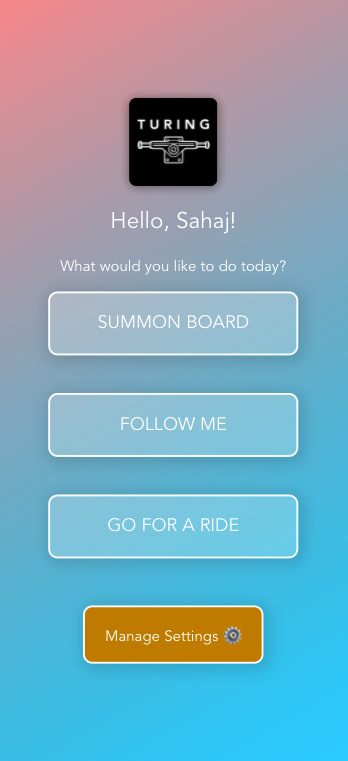 TURING
Hello, Sahaj!
What would you like to do today?
SUMMON BOARD
FOLLOW ME
GO FOR A RIDE
Manage Settings ⚙️